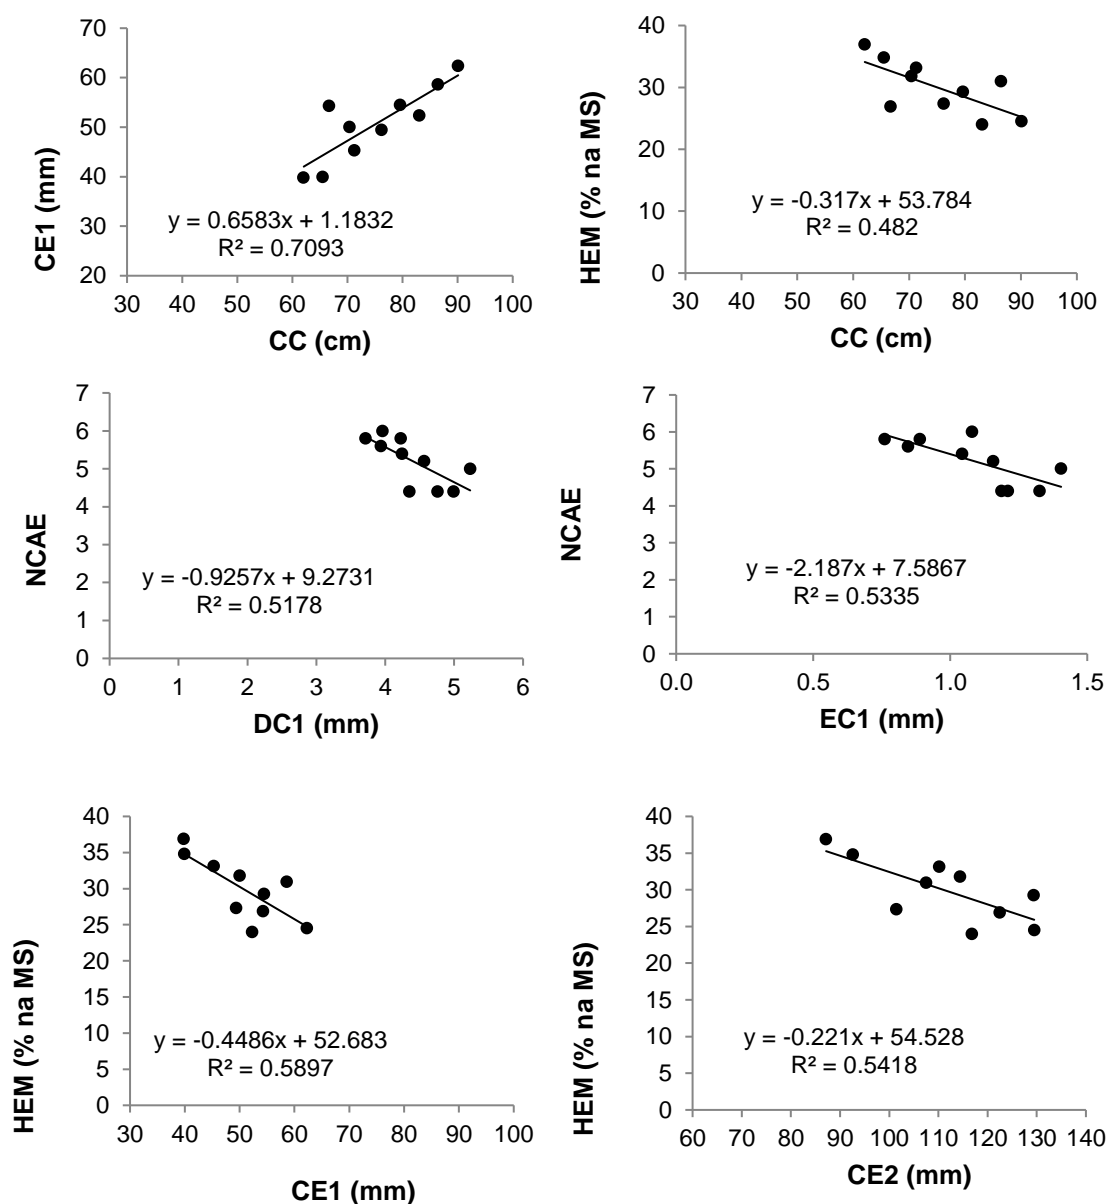 70
60
50
40
30
20
CE1 (mm)
y = 0.6583x + 1.1832
R² = 0.7093
30 40 50 60 70 80 90 100
CC (cm)
40
30
20
10
0
HEM (% na MS)
y = -0.317x + 53.784
R² = 0.482
30 40 50 60 70 80 90 100
CC (cm)
7
6
5
4
3
2
1
0
NCAE
y = -0.9257x + 9.2731
R² = 0.5178
0 1 2 3 4 5 6
DC1 (mm)
7
6
5
4
3
2
1
0
NCAE
y = -2.187x + 7.5867
R² = 0.5335
0.0 0.5 1.0 1.5
EC1 (mm)
40
35
30
25
20
15
10
5
0
HEM (% na MS)
y = -0.4486x + 52.683
R² = 0.5897
30 40 50 60 70 80 90 100
CE1 (mm)
40
35
30
25
20
15
10
5
0
HEM (% na MS)
y = -0.221x + 54.528
R² = 0.5418
60 70 80 90 100 110 120 130 140
CE2 (mm)